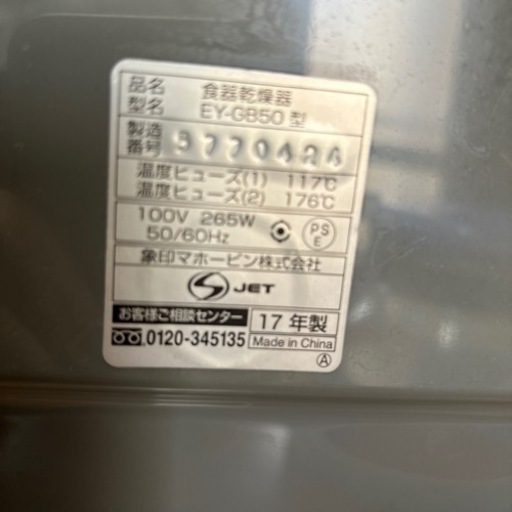 品名 食器乾燥器
型名 EY-GB50 型
製造番号 5770424
温度ヒューズ(1) 117℃
温度ヒューズ(2) 176℃
100V 265W
50/60Hz
PSE
象印マホービン株式会社
S JET
お客様ご相談センター
0120-345135
17 年製
Made in China
A